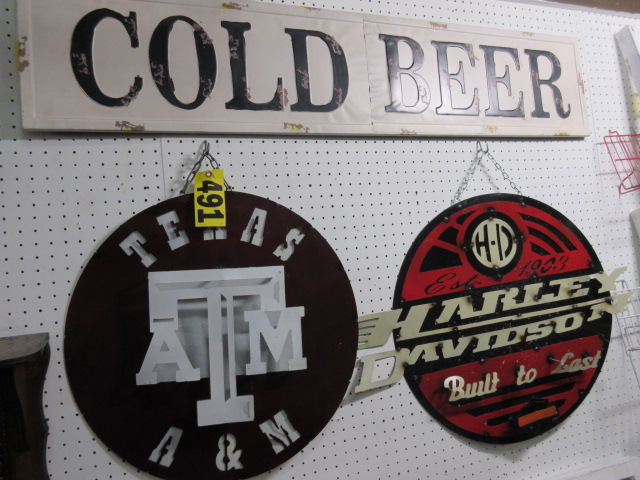 COLD BEER
491
TEXAS
ATM
A & M
H-D
Est. 1903
HARLEY
DAVIDSON
Built to Last